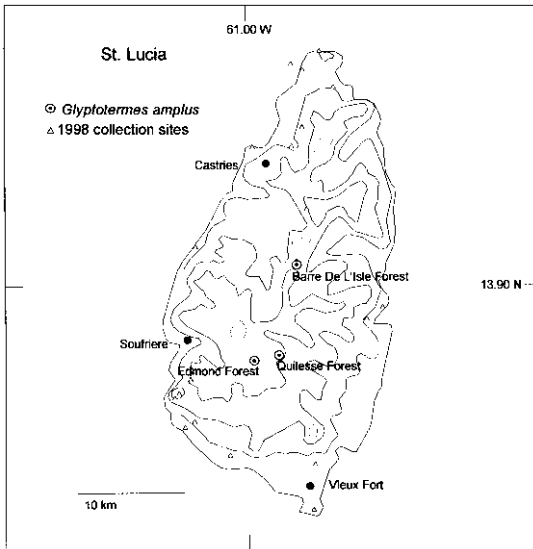 61.00 W
St. Lucia
Glyptotermes amplus
1998 collection sites
Castries
Barre De L'Isle Forest
13.90 N
Soufriere
Edmond Forest
Quilesse Forest
Vieux Fort
10 km